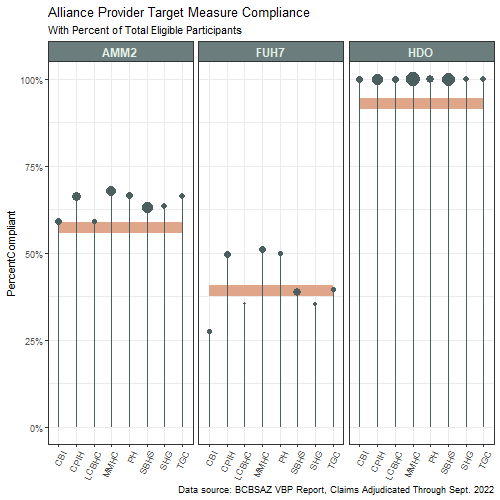 Alliance Provider Target Measure Compliance
With Percent of Total Eligible Participants
AMM2 FUH7 HDO
PercentCompliant
100%
75%
50%
25%
0%
CBI CPIH LCBHC MMHC PH SBHS SHG TGC CBI CPIH LCBHC MMHC PH SBHS SHG TGC CBI CPIH LCBHC MMHC PH SBHS SHG TGC
Data source: BCBSAZ VBP Report, Claims Adjudicated Through Sept. 2022